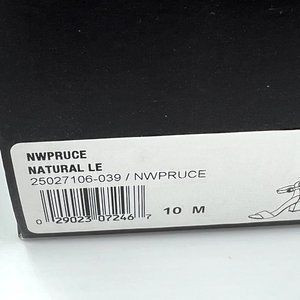 NWPRUCE
NATURAL LE
25027106-039 / NWPRUCE
0 29023 07246 7
10 M